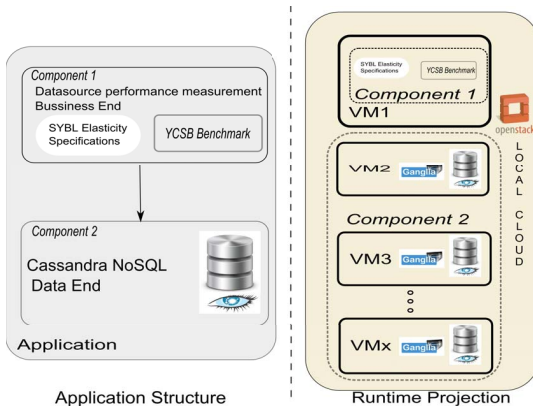 Component 1
Datasource performance measurement
Bussiness End
SYBL Elasticity
Specifications
YCSB Benchmark
Component 2
Cassandra NoSQL
Data End
Application
Application Structure
SYBL Elasticity
Specifications
YCSB Benchmark
Component 1
VM1
openstack
LOCAL CLOUD
VM2
Ganglia
Component 2
VM3
Ganglia
VMx
Ganglia
Runtime Projection